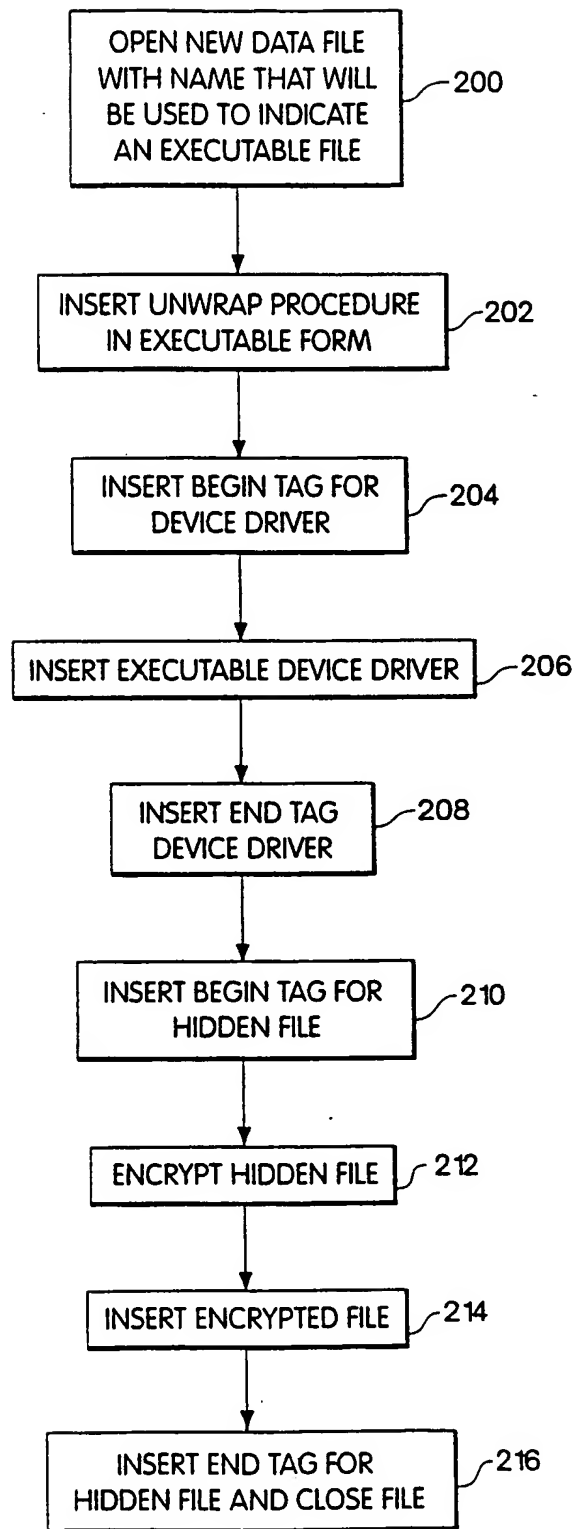 OPEN NEW DATA FILE
WITH NAME THAT WILL
BE USED TO INDICATE
AN EXECUTABLE FILE
200
INSERT UNWRAP PROCEDURE
IN EXECUTABLE FORM
202
INSERT BEGIN TAG FOR
DEVICE DRIVER
204
INSERT EXECUTABLE DEVICE DRIVER
206
INSERT END TAG
DEVICE DRIVER
208
INSERT BEGIN TAG FOR
HIDDEN FILE
210
ENCRYPT HIDDEN FILE
212
INSERT ENCRYPTED FILE
214
INSERT END TAG FOR
HIDDEN FILE AND CLOSE FILE
216